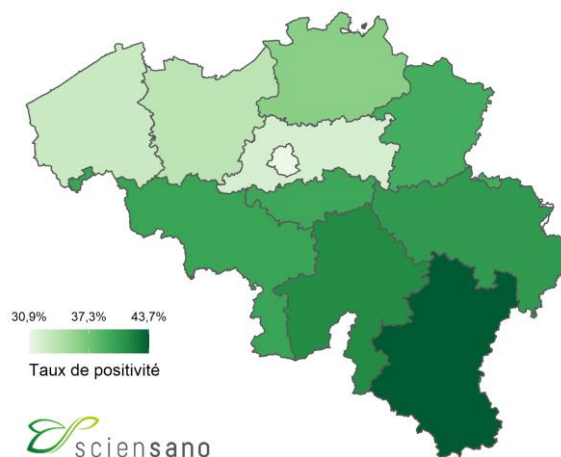 30,9% 37,3% 43,7%
Taux de positivité
sciensano